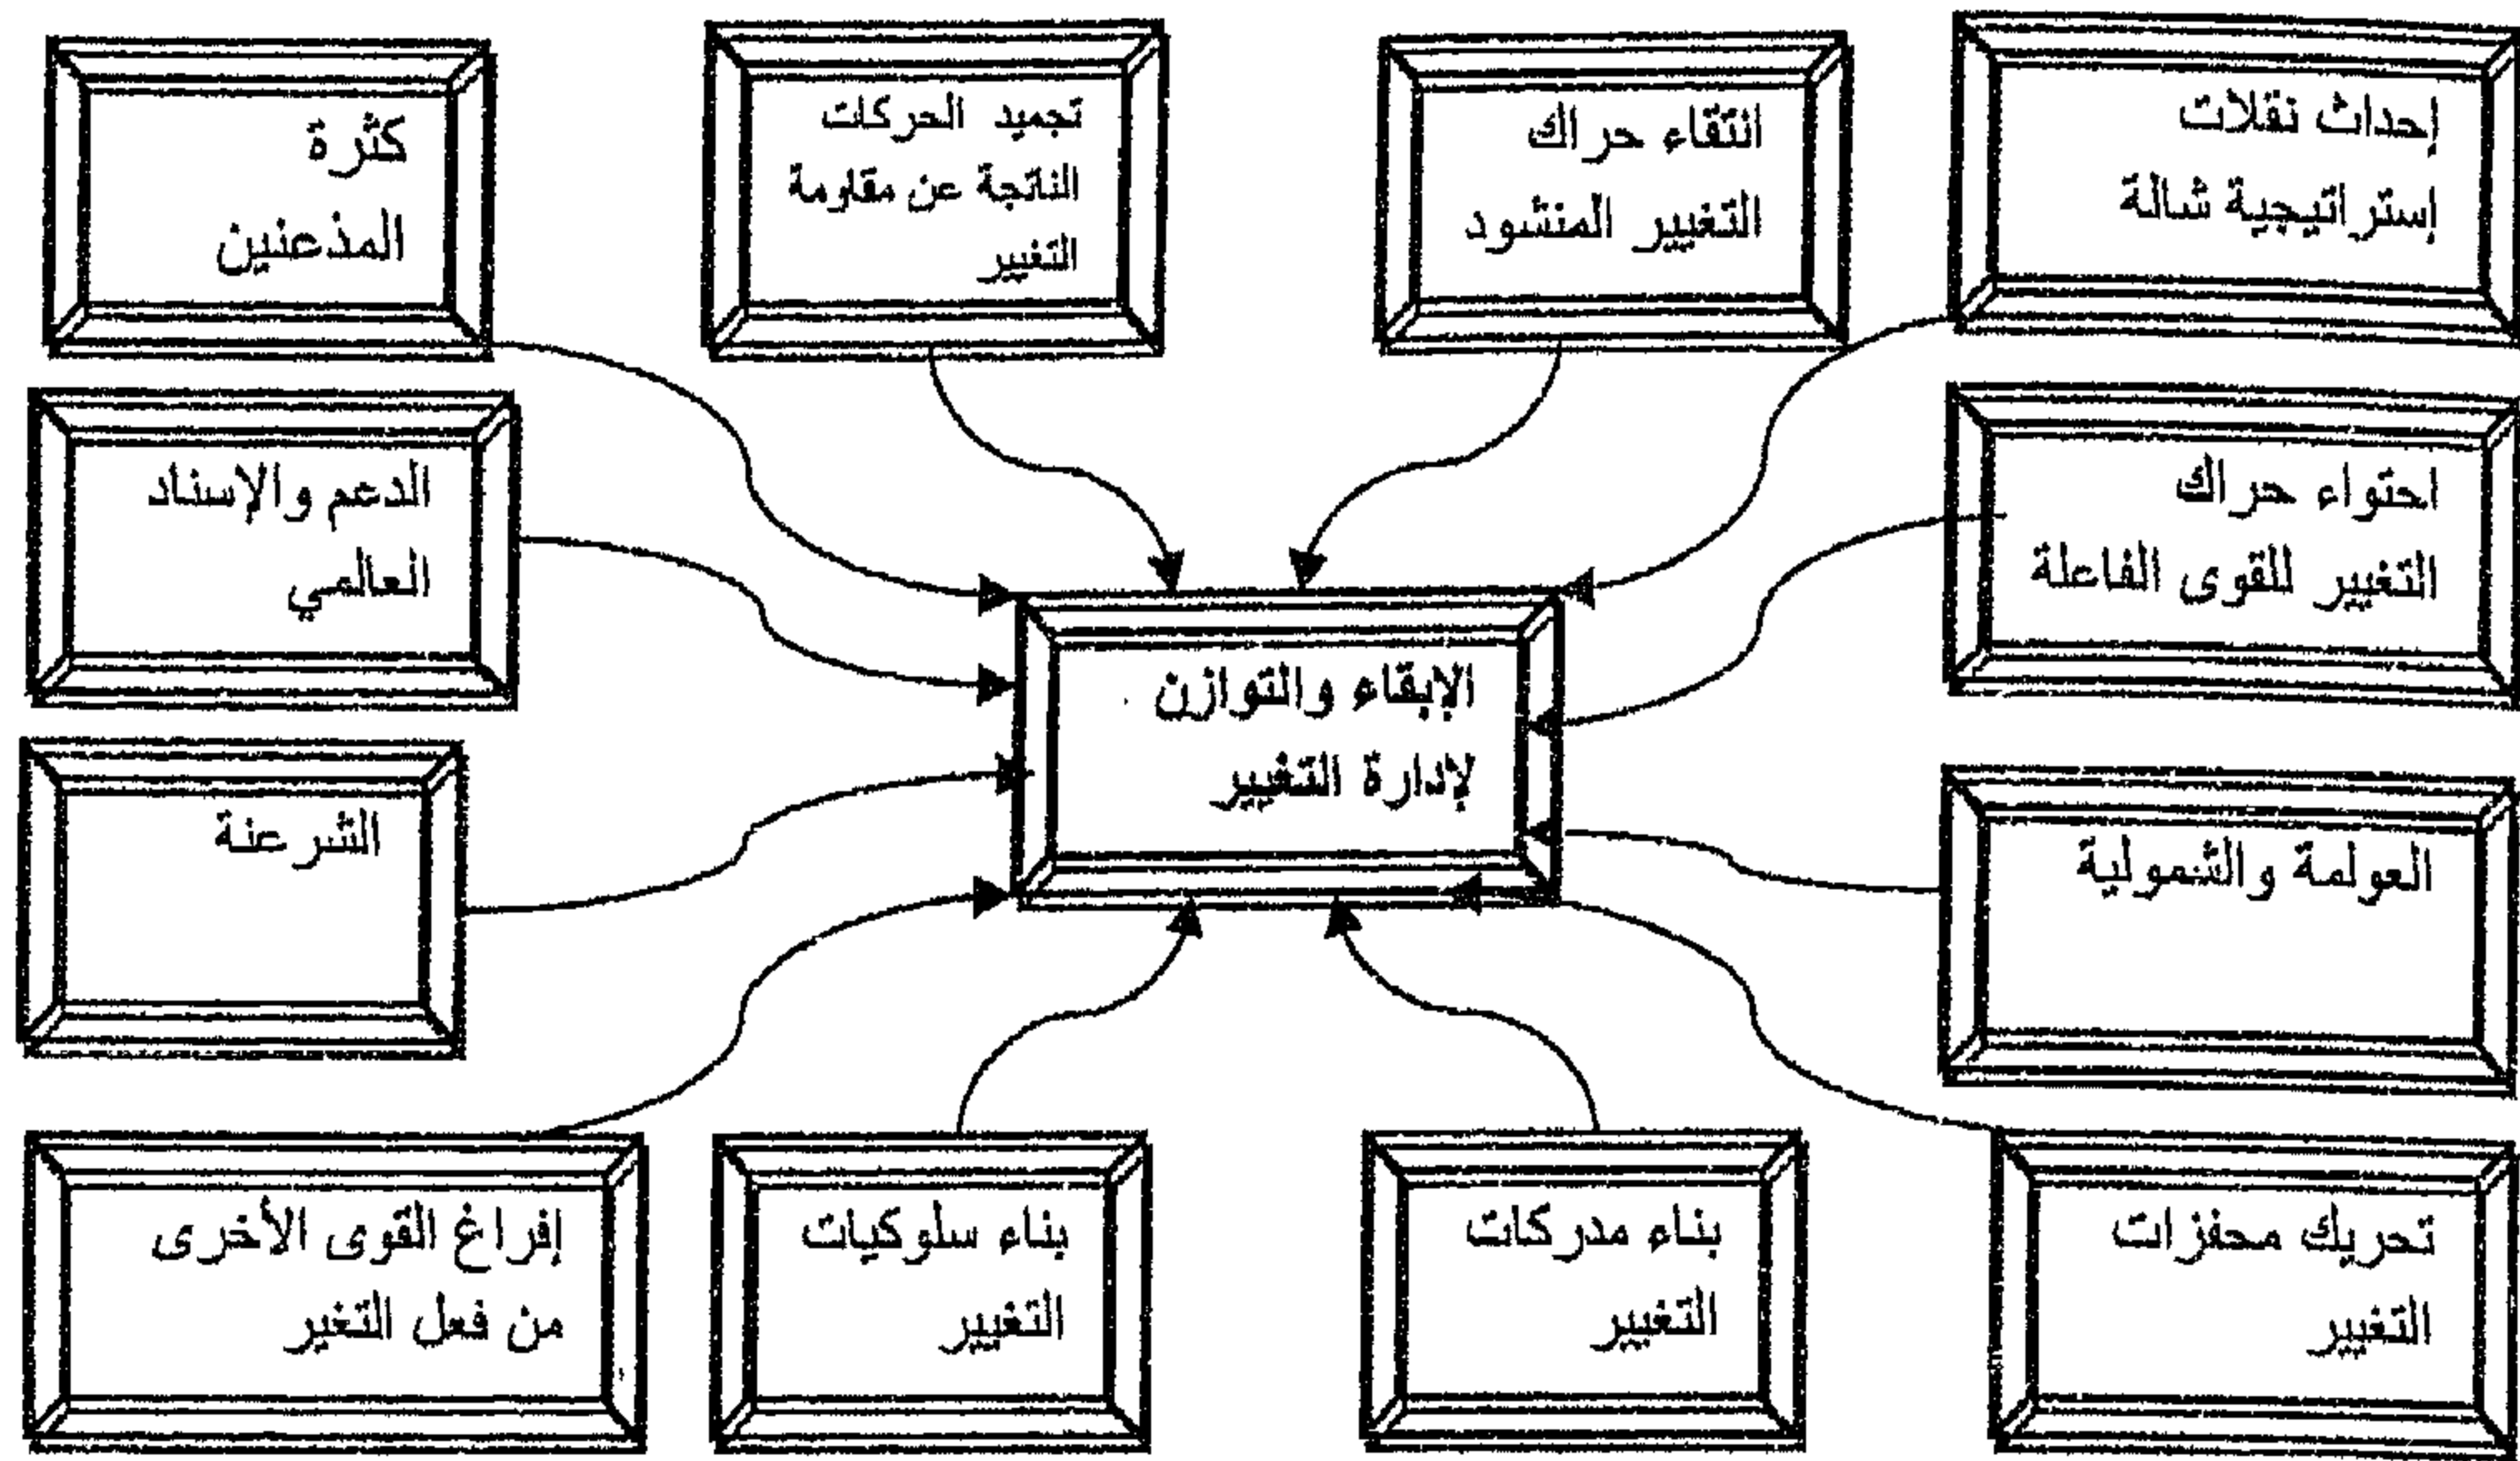 إحداث نقلات
إستراتيجية شالة
انتقاء حراك
التغيير المنشود
تجميد الحركات
الناتجة عن مقاومة
التغيير
كثرة
المذعنين
احتواء حراك
التغيير للقوى الفاعلة
الدعم والإسناد
العالمي
الإبقاء والتوازن
لإدارة التغيير
العولمة والشمولية
الشرعنة
تحريك محفزات
التغيير
بناء مدركات
التغيير
بناء سلوكيات
التغيير
إفراغ القوى الأخرى
من فعل التغير